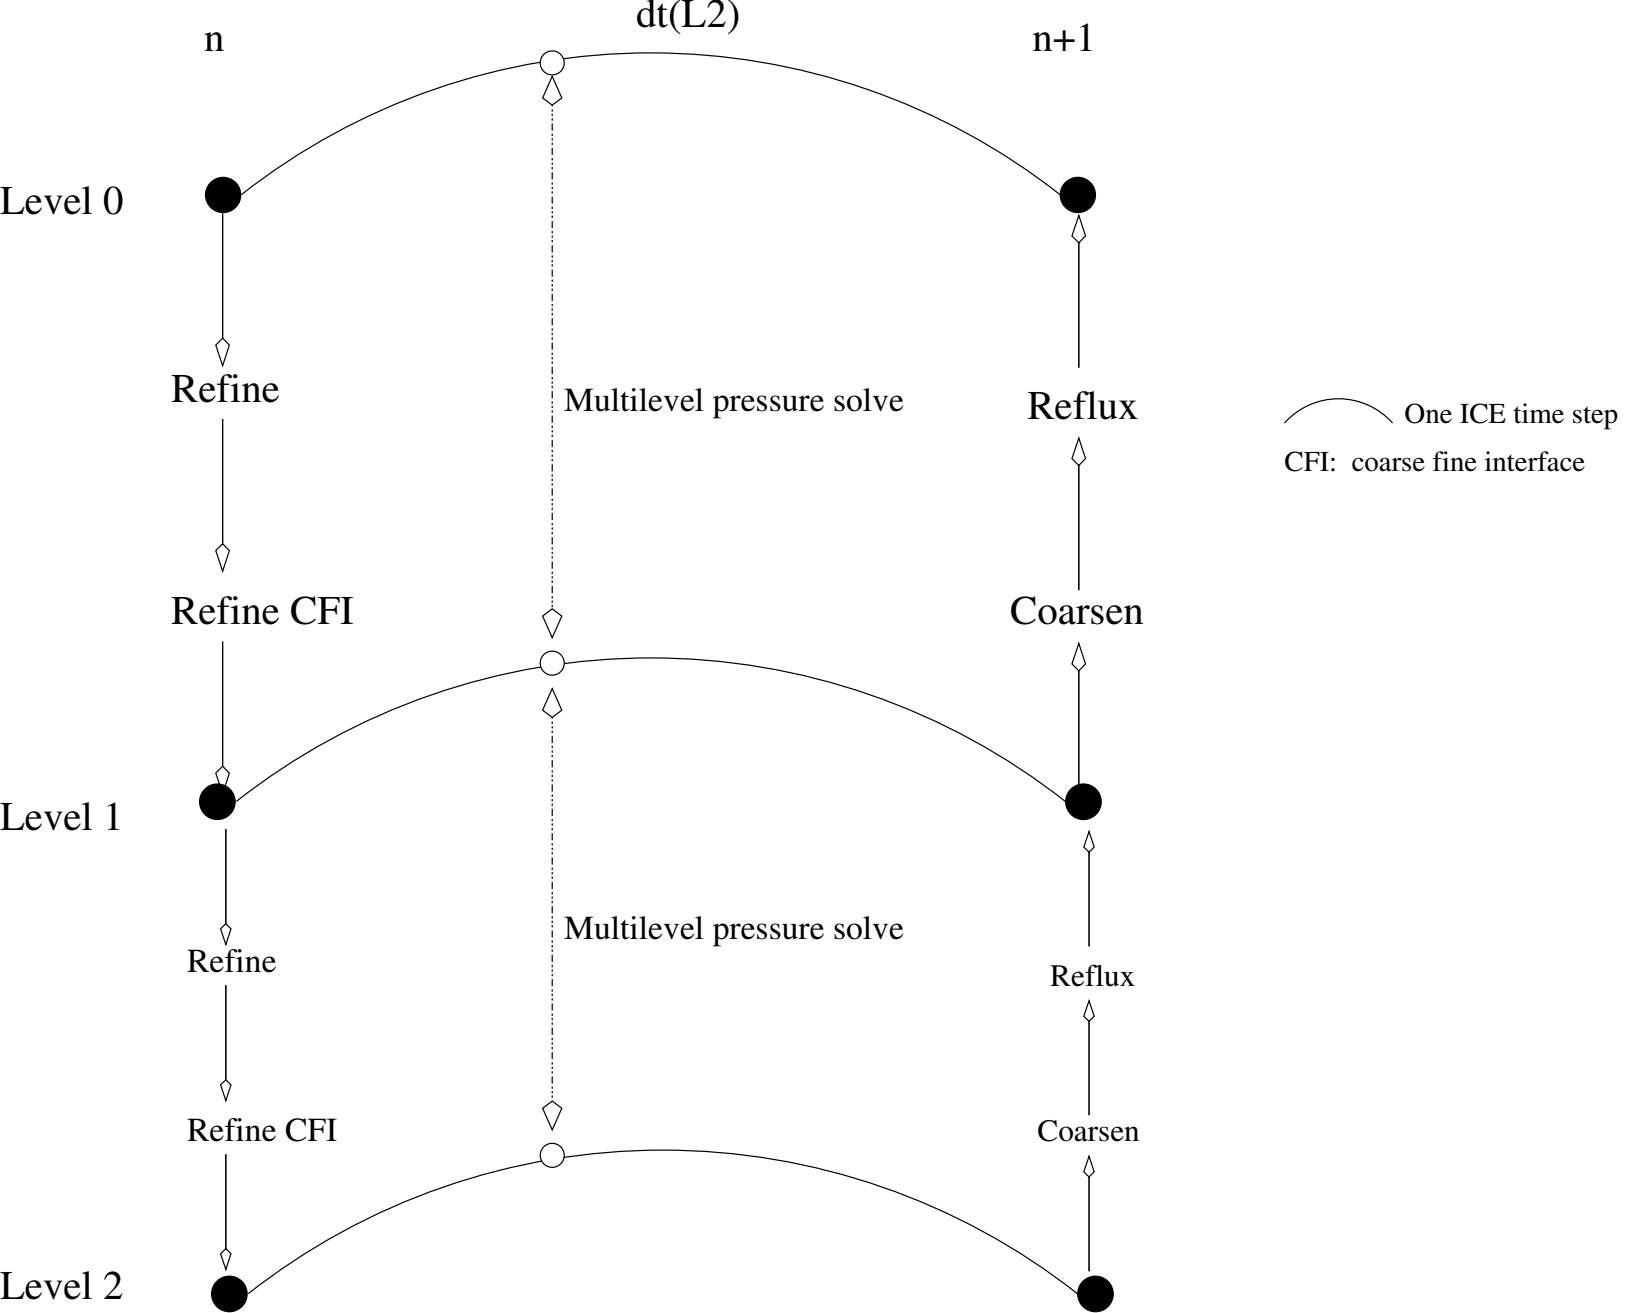 dt(L2)
n
n+1
Level 0
Refine
Multilevel pressure solve
Reflux
One ICE time step
CFI: coarse fine interface
Refine CFI
Coarsen
Level 1
Refine
Multilevel pressure solve
Reflux
Refine CFI
Coarsen
Level 2